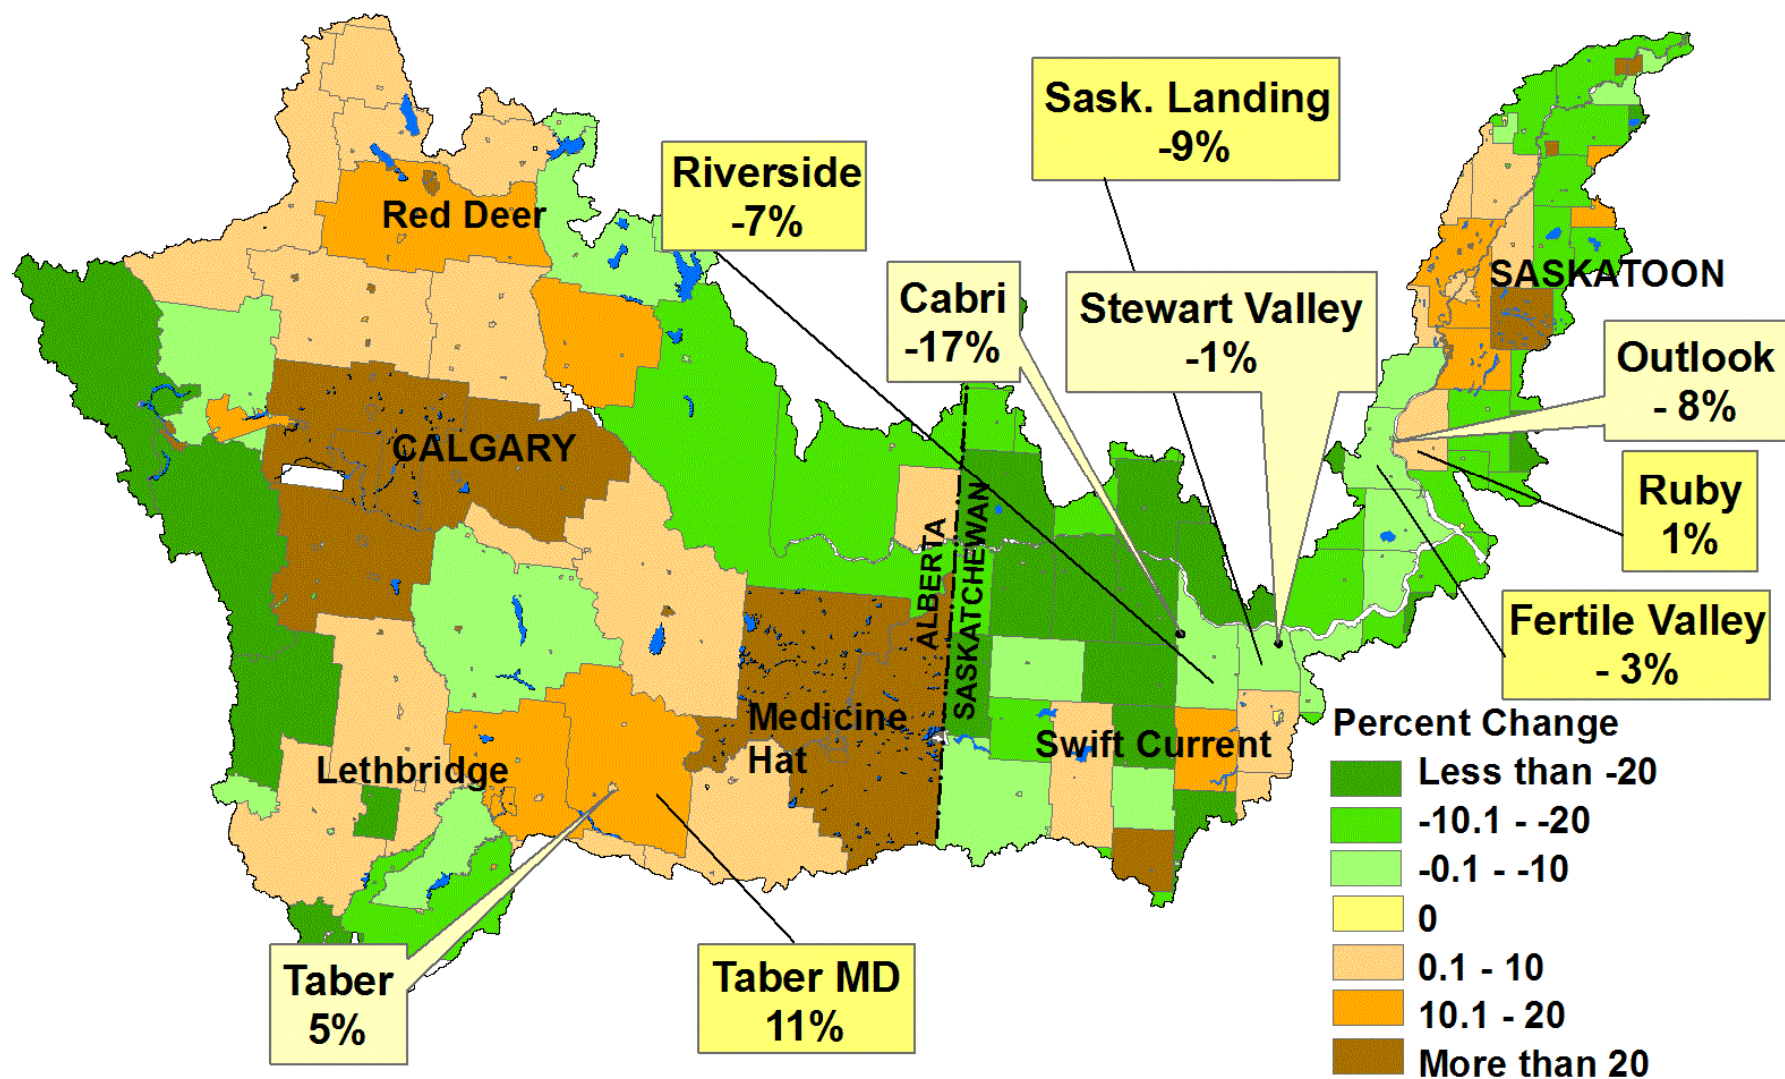 Sask. Landing
-9%
Riverside
-7%
Red Deer
Cabri
-17%
Stewart Valley
-1%
SASKATOON
Outlook
- 8%
CALGARY
Ruby
1%
ALBERTA
SASKATCHEWAN
Fertile Valley
- 3%
Medicine
Hat
Swift Current
Lethbridge
Taber
5%
Taber MD
11%
Percent Change
Less than -20
-10.1 - -20
-0.1 - -10
0
0.1 - 10
10.1 - 20
More than 20